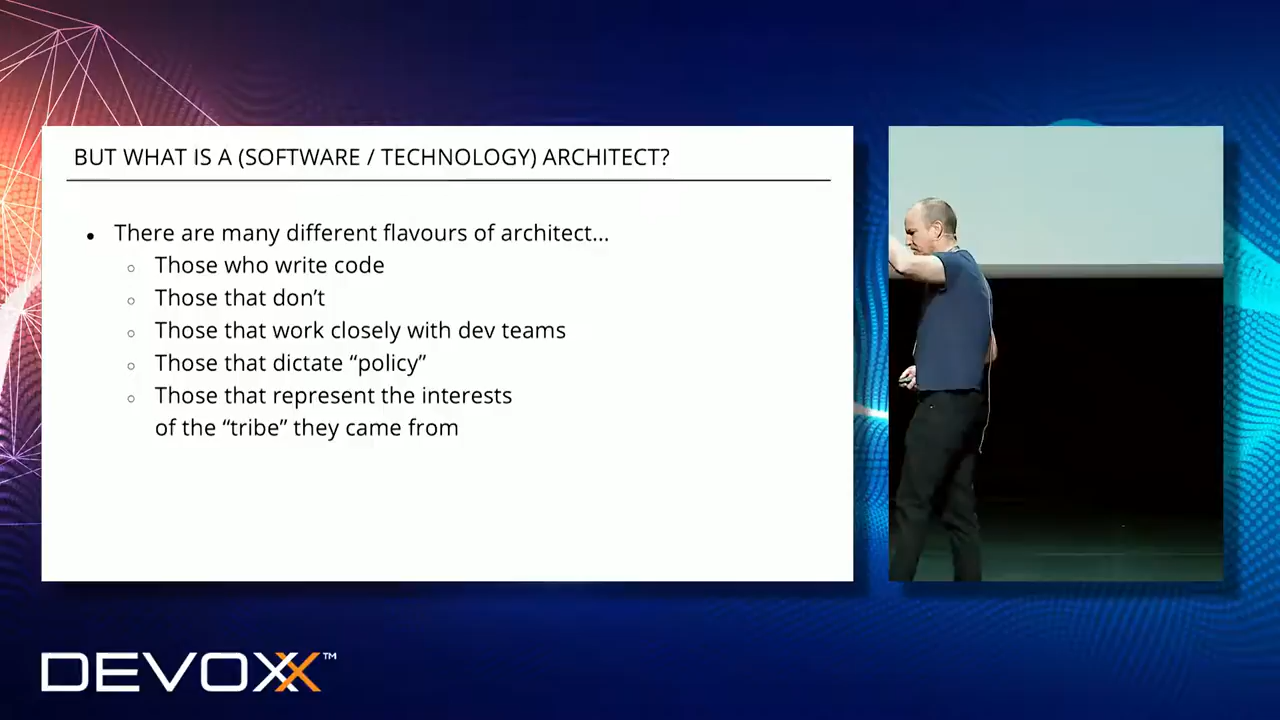 BUT WHAT IS A (SOFTWARE / TECHNOLOGY) ARCHITECT?
● There are many different flavours of architect...
○ Those who write code
○ Those that don’t
○ Those that work closely with dev teams
○ Those that dictate “policy”
○ Those that represent the interests
of the “tribe” they came from
DEVOXX™